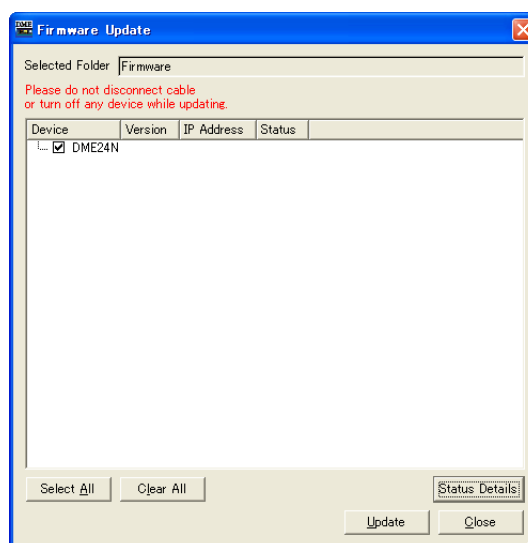 DME
Firmware Update
Selected Folder Firmware
Please do not disconnect cable
or turn off any device while updating.
Device Version IP Address Status
DME24N
Select All Clear All Status Details
Update Close